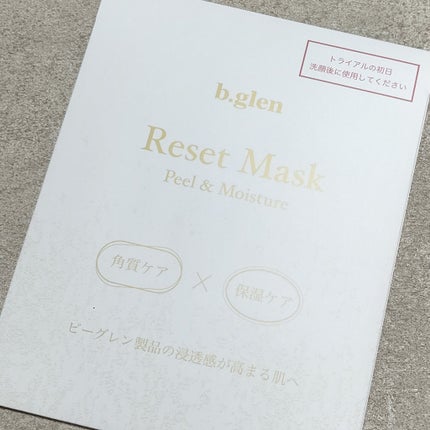 トライアルの初日
洗顔後に使用してください
b.glen
Reset Mask
Peel & Moisture
角質ケア × 保湿ケア
ビーグレン製品の浸透感が高まる肌へ